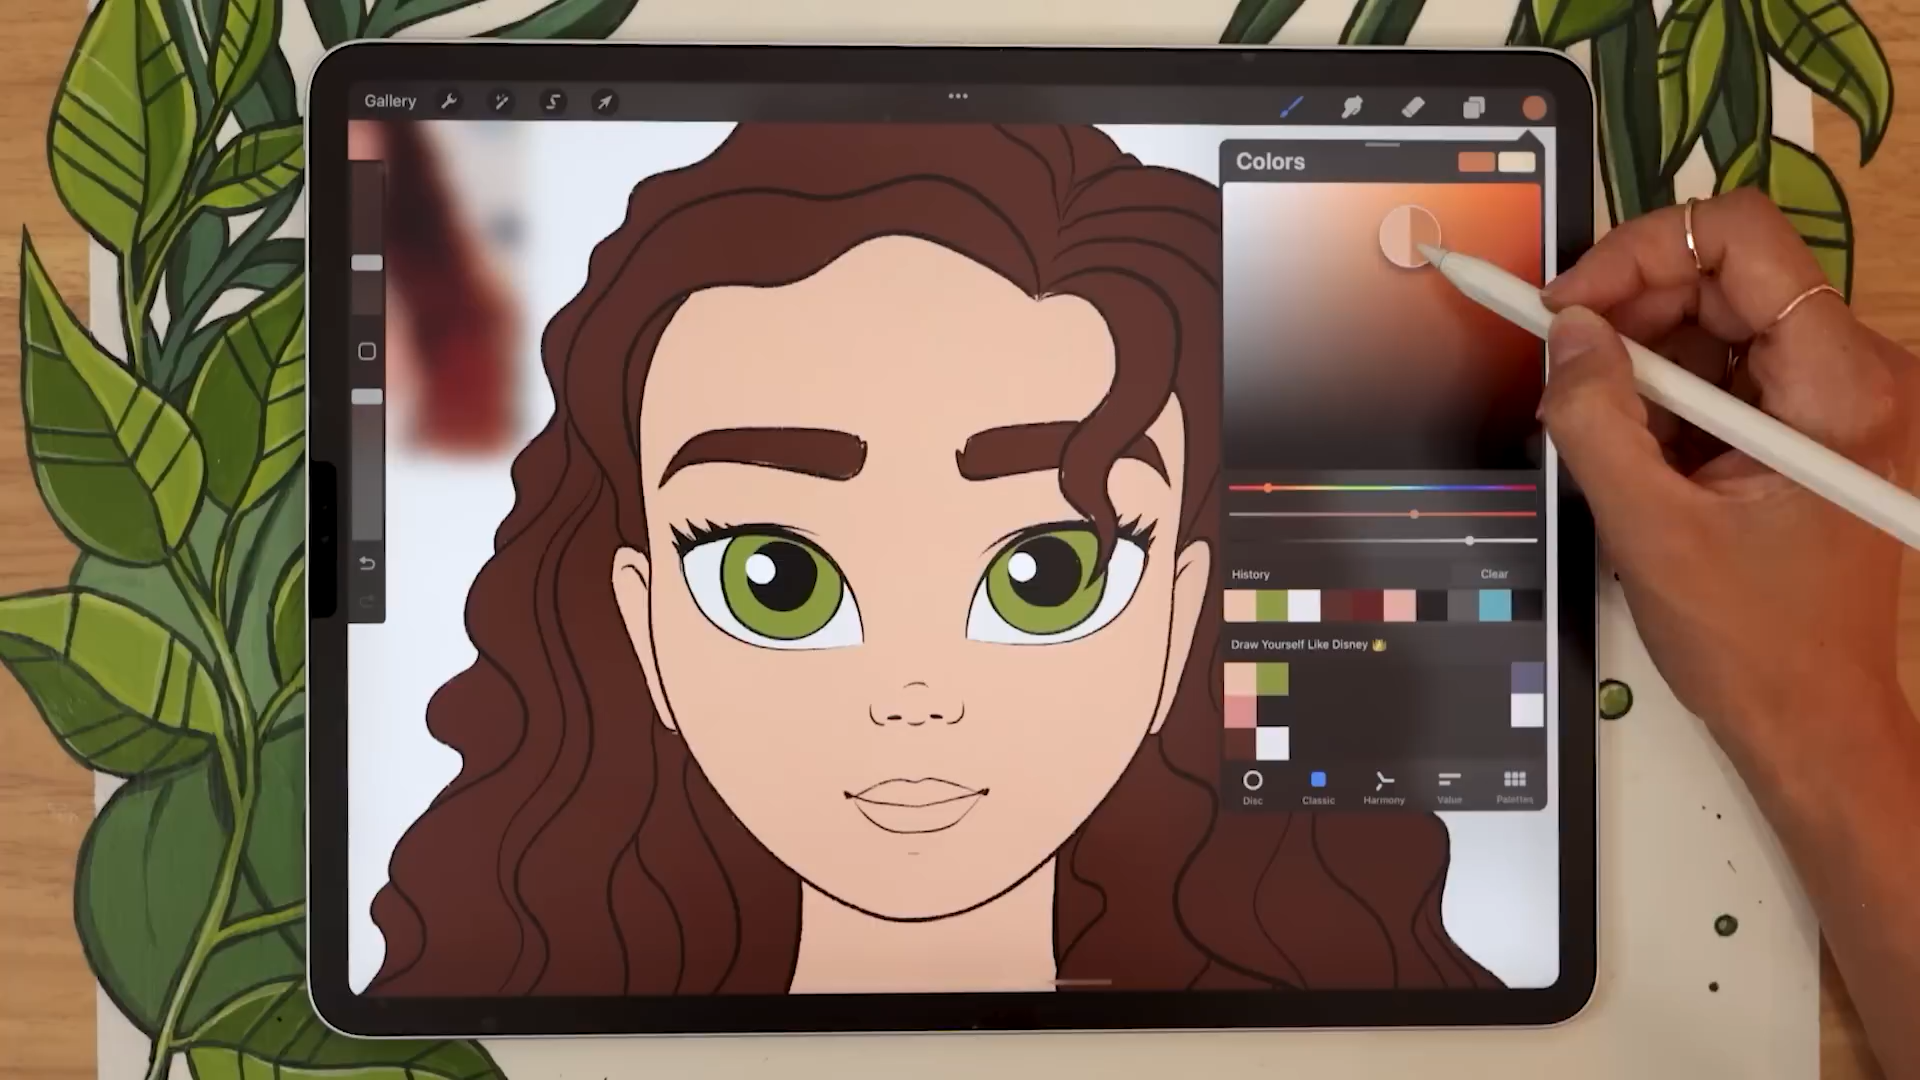 Gallery
Colors
History Clear
Draw Yourself Like Disney 👑
Disc Classic Harmony Value Palettes